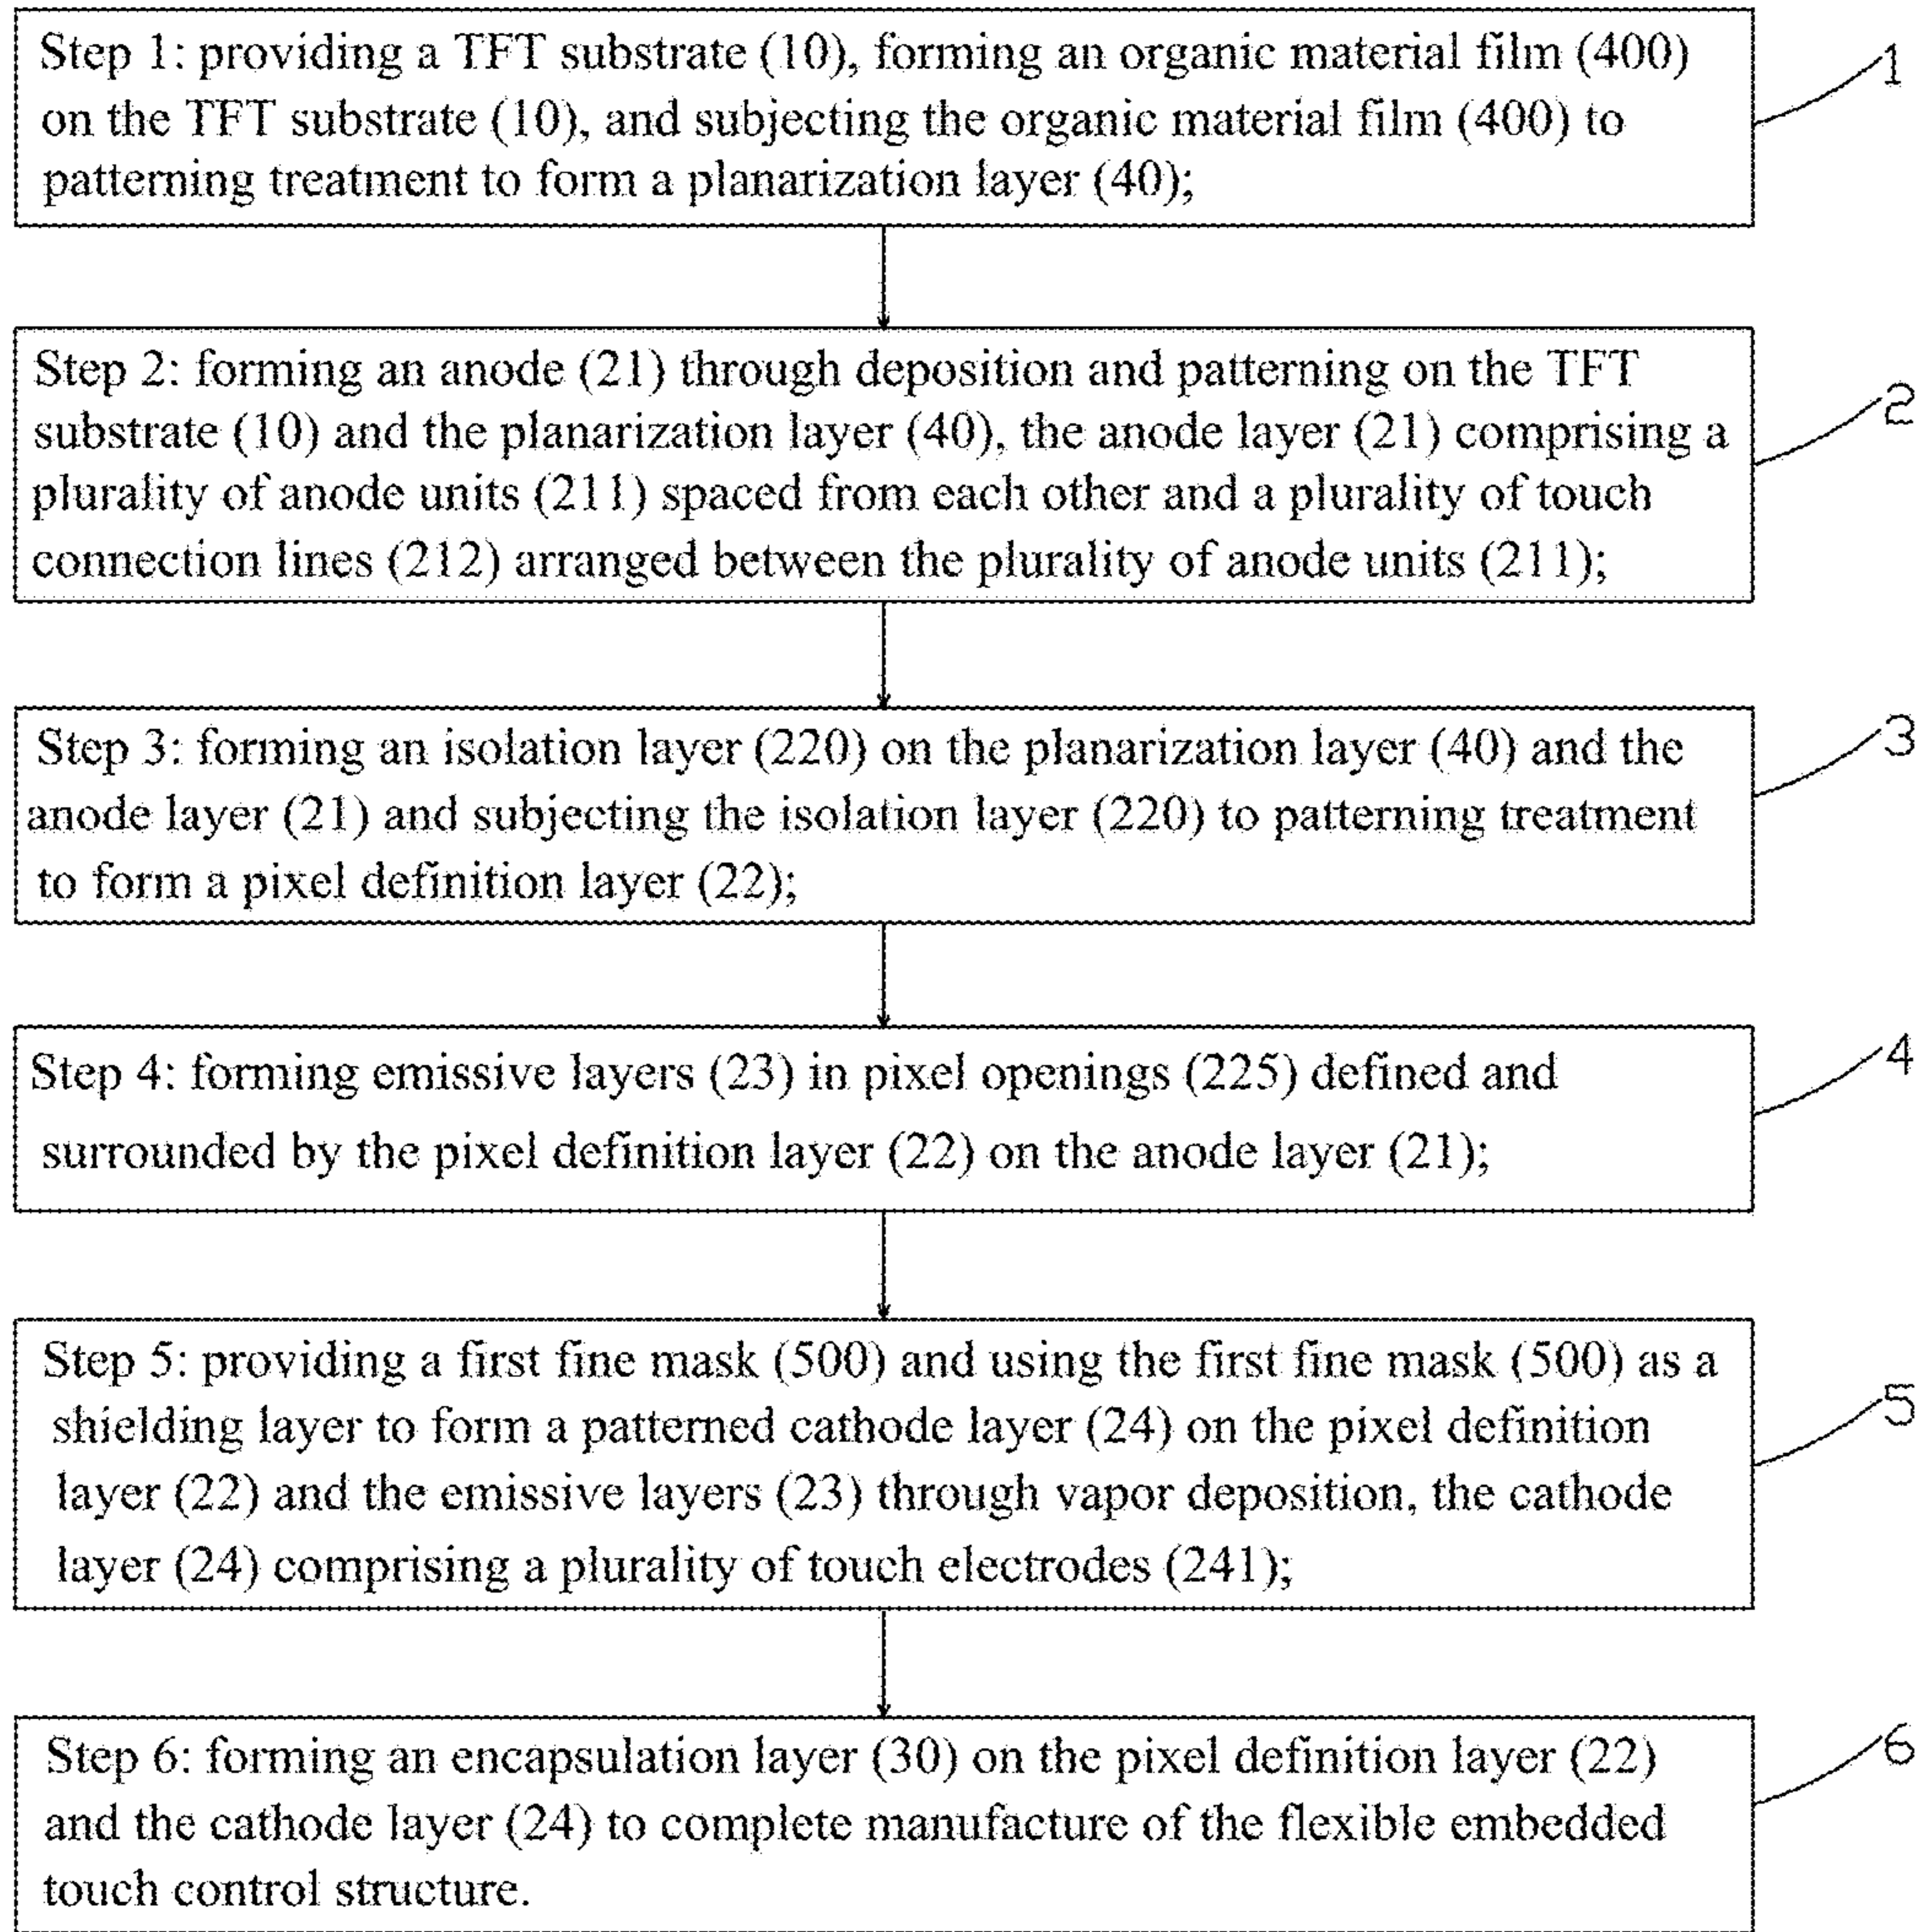 Step 1: providing a TFT substrate (10), forming an organic material film (400)
on the TFT substrate (10), and subjecting the organic material film (400) to
patterning treatment to form a planarization layer (40);
1
Step 2: forming an anode (21) through deposition and patterning on the TFT
substrate (10) and the planarization layer (40), the anode layer (21) comprising a
plurality of anode units (211) spaced from each other and a plurality of touch
connection lines (212) arranged between the plurality of anode units (211);
2
Step 3: forming an isolation layer (220) on the planarization layer (40) and the
anode layer (21) and subjecting the isolation layer (220) to patterning treatment
to form a pixel definition layer (22);
3
Step 4: forming emissive layers (23) in pixel openings (225) defined and
surrounded by the pixel definition layer (22) on the anode layer (21);
4
Step 5: providing a first fine mask (500) and using the first fine mask (500) as a
shielding layer to form a patterned cathode layer (24) on the pixel definition
layer (22) and the emissive layers (23) through vapor deposition, the cathode
layer (24) comprising a plurality of touch electrodes (241);
5
Step 6: forming an encapsulation layer (30) on the pixel definition layer (22)
and the cathode layer (24) to complete manufacture of the flexible embedded
touch control structure.
6